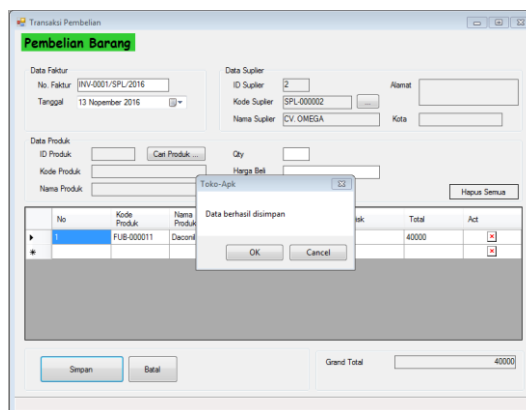 Transaksi Pembelian
Pembelian Barang
Data Faktur
No. Faktur INV-0001/SPL/2016
Tanggal 13 Nopember 2016
Data Suplier
ID Suplier 2
Kode Suplier SPL-000002 ...
Nama Suplier CV. OMEGA
Alamat
Kota
Data Produk
ID Produk Cari Produk ...
Kode Produk
Nama Produk
Qty
Harga Beli
Hapus Semua
Toko-Apk
Data berhasil disimpan
OK Cancel
No Kode Produk Nama Produk Total Act
1 FUB-000011 Daconil 40000
Simpan Batal
Grand Total 40000